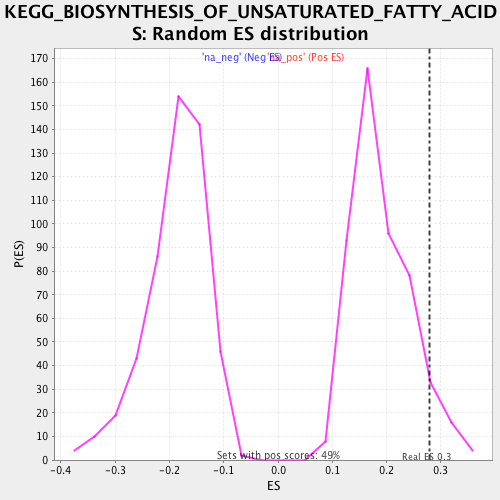 KEGG_BIOSYNTHESIS_OF_UNSATURATED_FATTY_ACID
S: Random ES distribution
'na_neg' (Neg ES) 'na_pos' (Pos ES)
170
160
150
140
130
120
110
100
90
80
70
60
50
40
30
20
10
0
P(ES)
Sets with pos scores: 49%
Real ES 0.3
-0.4 -0.3 -0.2 -0.1 0.0 0.1 0.2 0.3
ES